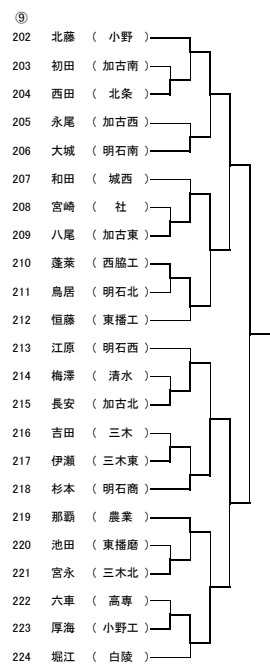 ⑨
202 北藤 （ 小野 ）
203 初田 （ 加古南 ）
204 西田 （ 北条 ）
205 永尾 （ 加古西 ）
206 大城 （ 明石南 ）
207 和田 （ 城西 ）
208 宮崎 （ 社 ）
209 八尾 （ 加古東 ）
210 蓬莱 （ 西脇工 ）
211 鳥居 （ 明石北 ）
212 恒藤 （ 東播工 ）
213 江原 （ 明石西 ）
214 梅澤 （ 清水 ）
215 長安 （ 加古北 ）
216 吉田 （ 三木 ）
217 伊瀬 （ 三木東 ）
218 杉本 （ 明石商 ）
219 那覇 （ 農業 ）
220 池田 （ 東播磨 ）
221 宮永 （ 三木北 ）
222 六車 （ 高専 ）
223 厚海 （ 小野工 ）
224 堀江 （ 白陵 ）